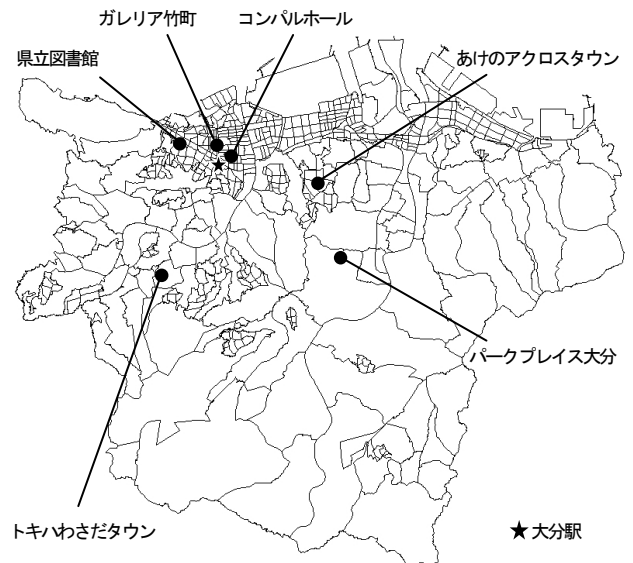 ガレリア竹町
コンパルホール
県立図書館
あけのアクロスタウン
パークプレイス大分
トキハわさだタウン
★大分駅